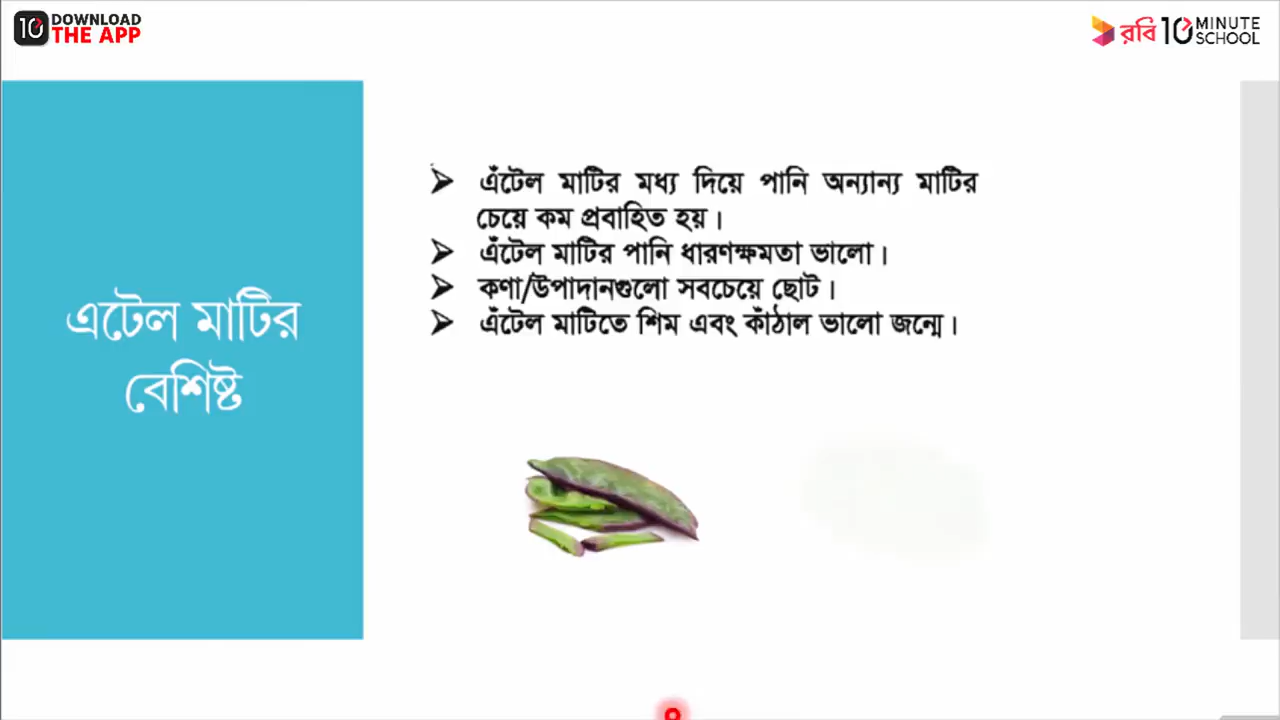 10 DOWNLOAD
THE APP
রবি 10 MINUTE
SCHOOL
এটেল মাটির
বেশিষ্ট
➢ এঁটেল মাটির মধ্য দিয়ে পানি অন্যান্য মাটির
চেয়ে কম প্রবাহিত হয়।
➢ এঁটেল মাটির পানি ধারণক্ষমতা ভালো।
➢ কণা/উপাদানগুলো সবচেয়ে ছোট।
➢ এঁটেল মাটিতে শিম এবং কাঁঠাল ভালো জন্মে।